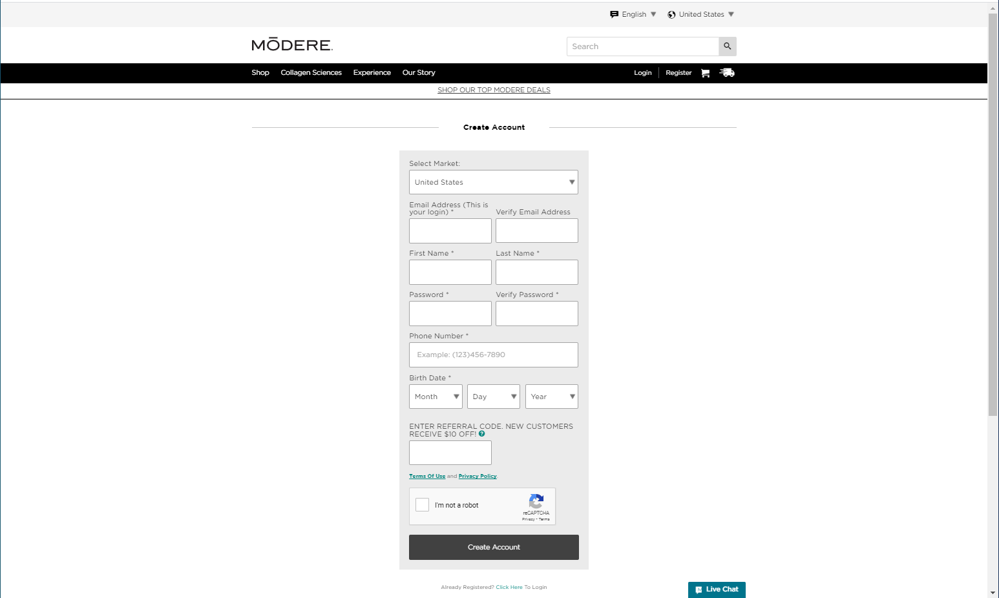 English ▼ United States ▼
MŌDERE.
Search
Shop Collagen Sciences Experience Our Story Login Register
SHOP OUR TOP MODERE DEALS
Create Account
Select Market:
United States
Email Address (This is
your login) * Verify Email Address
First Name * Last Name *
Password * Verify Password *
Phone Number *
Example: (123)456-7890
Birth Date *
Month Day Year
ENTER REFERRAL CODE. NEW CUSTOMERS
RECEIVE $10 OFF! ?
Terms Of Use and Privacy Policy.
I'm not a robot
reCAPTCHA
Privacy - Terms
Create Account
Already Registered? Click Here To Login
Live Chat